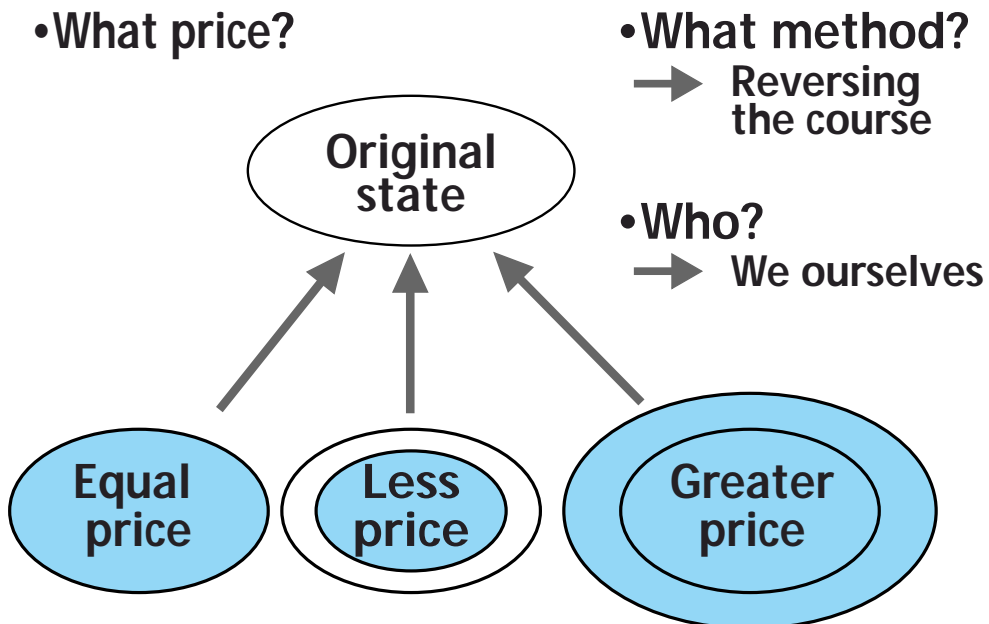 •What price?
Original
state
Equal
price
Less
price
Greater
price
•What method?
Reversing
the course
•Who?
We ourselves